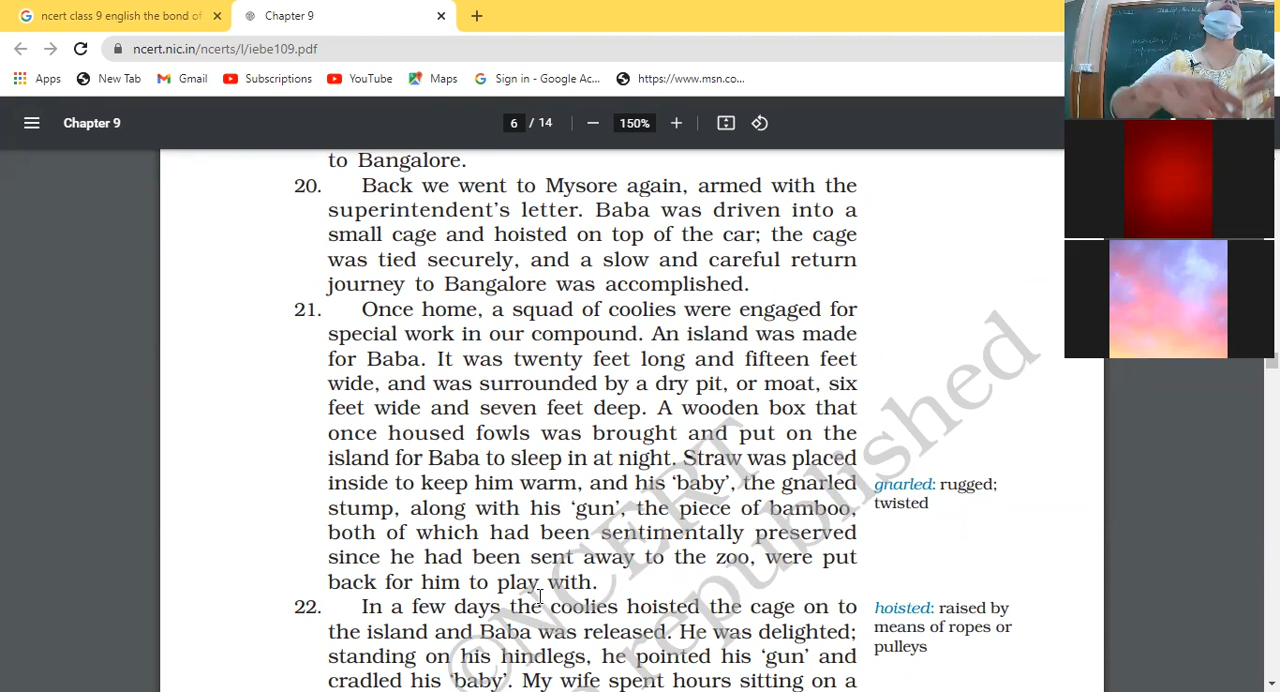 ncert class 9 english the bond of
Chapter 9
ncert.nic.in/ncerts/l/iebe109.pdf
Apps
New Tab
Gmail
Subscriptions
YouTube
Maps
Sign in - Google Ac...
https://www.msn.co...
Chapter 9
6 / 14
150%
to Bangalore.
20. Back we went to Mysore again, armed with the
superintendent's letter. Baba was driven into a
small cage and hoisted on top of the car; the cage
was tied securely, and a slow and careful return
journey to Bangalore was accomplished.
21. Once home, a squad of coolies were engaged for
special work in our compound. An island was made
for Baba. It was twenty feet long and fifteen feet
wide, and was surrounded by a dry pit, or moat, six
feet wide and seven feet deep. A wooden box that
once housed fowls was brought and put on the
island for Baba to sleep in at night. Straw was placed
inside to keep him warm, and his ‘baby’, the gnarled
stump, along with his ‘gun’, the piece of bamboo,
both of which had been sentimentally preserved
since he had been sent away to the zoo, were put
back for him to play with.
gnarled: rugged;
twisted
22. In a few days the coolies hoisted the cage on to
the island and Baba was released. He was delighted;
standing on his hindlegs, he pointed his ‘gun’ and
cradled his ‘baby’. My wife spent hours sitting on a
hoisted: raised by
means of ropes or
pulleys
©NCERT
republished